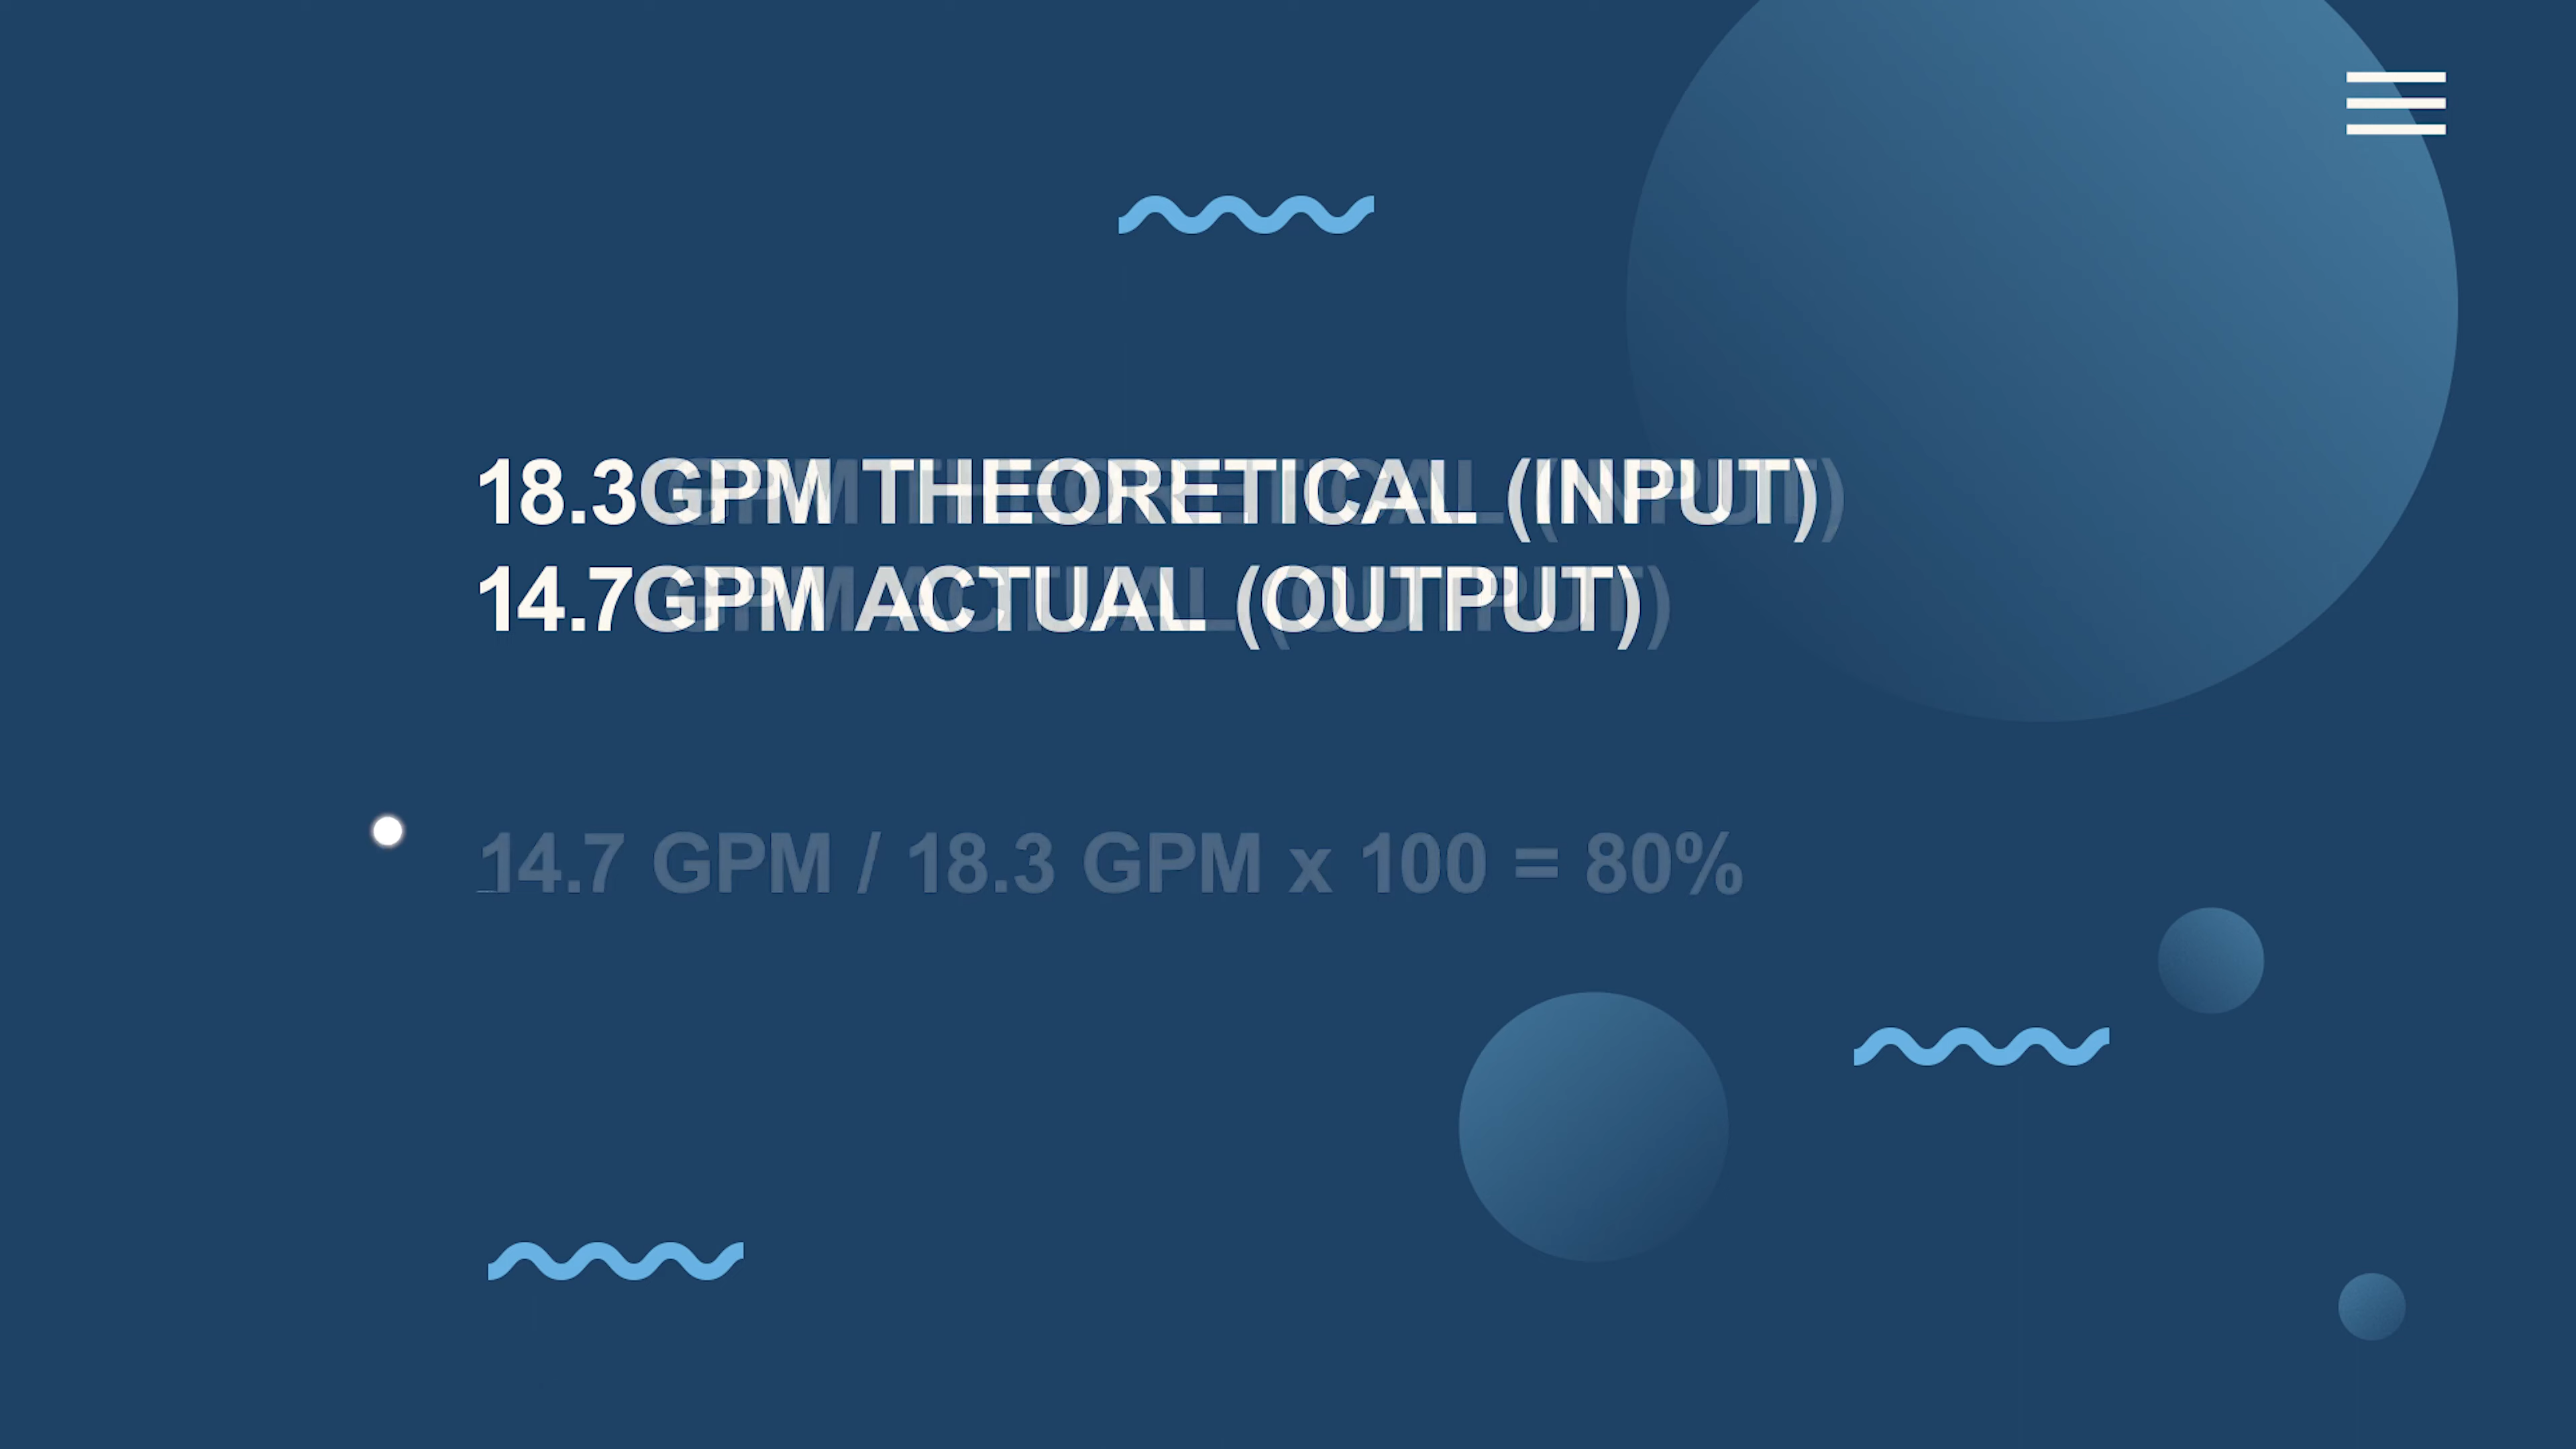 18.3GPM THEORETICAL (INPUT)
14.7GPM ACTUAL (OUTPUT)
14.7 GPM / 18.3 GPM x 100 = 80%